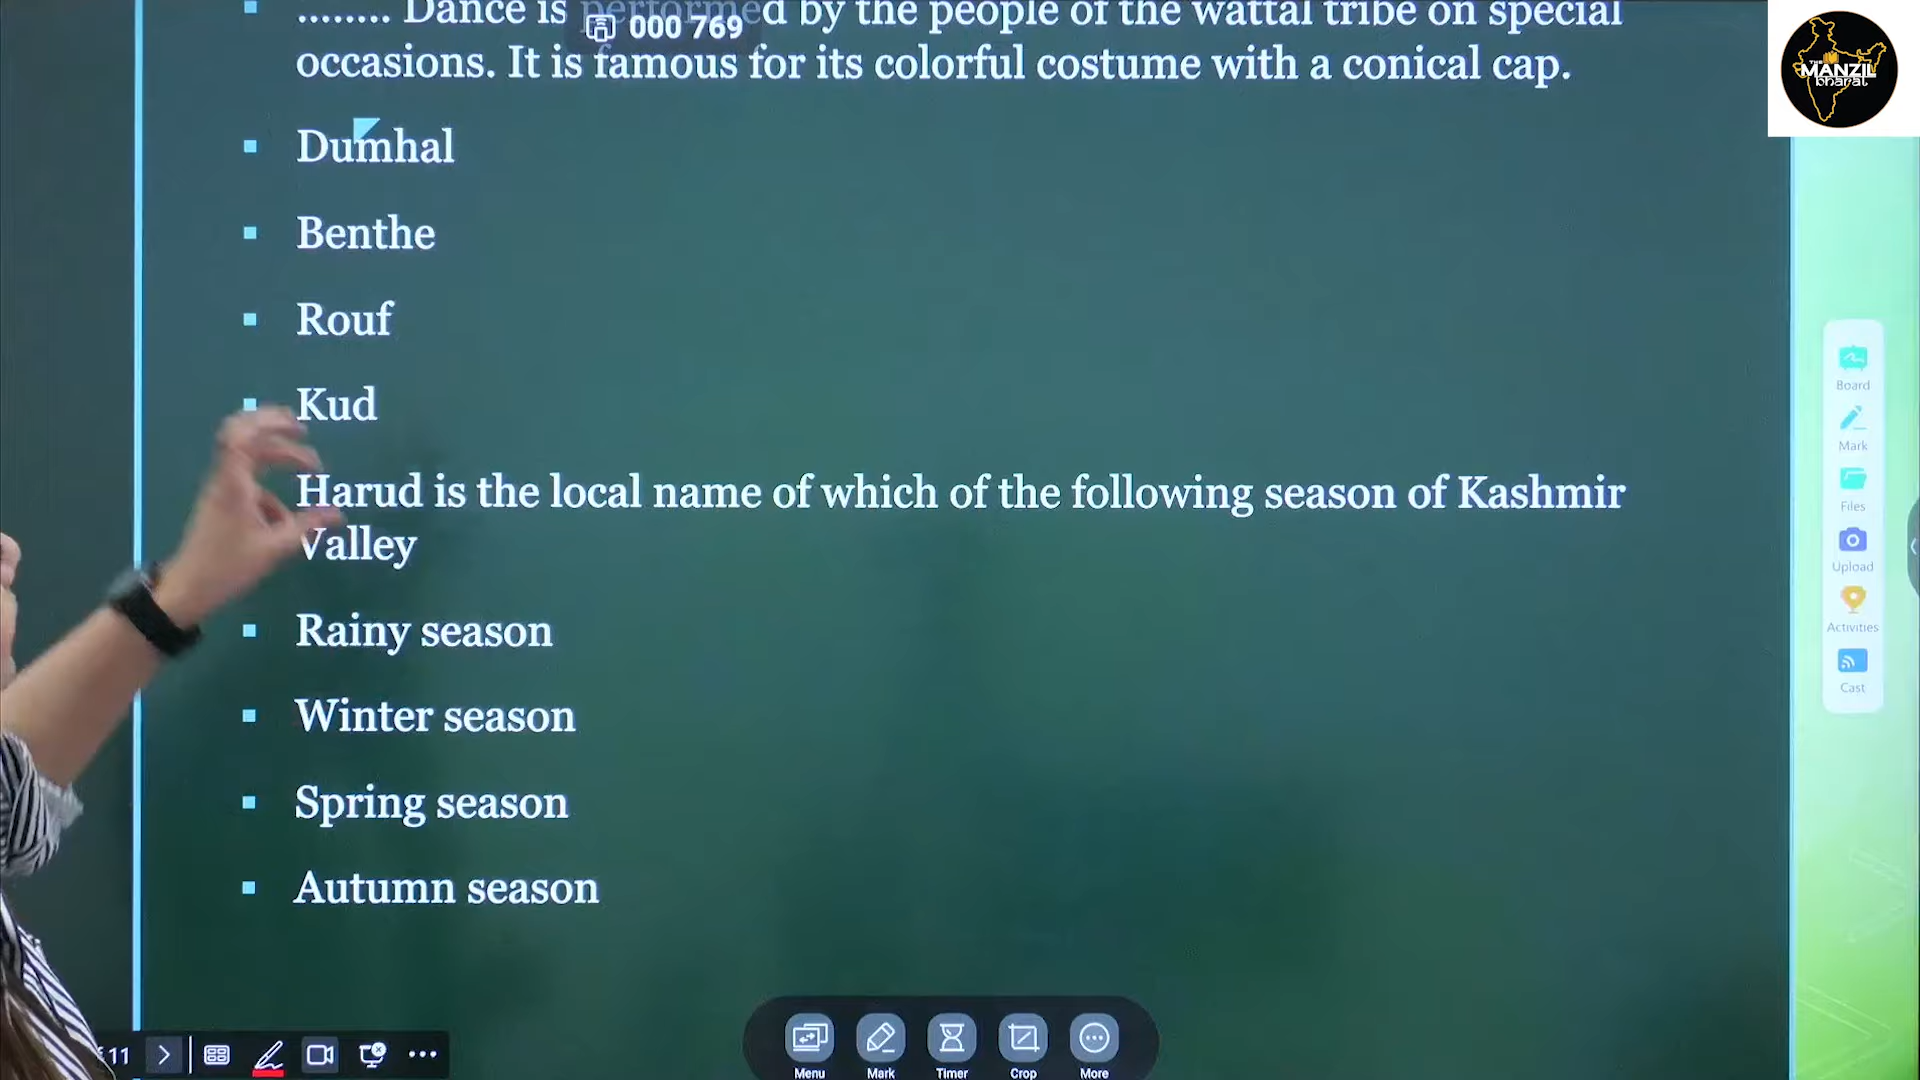 ........ Dance is performed by the people of the wattal tribe on special
000 769
occasions. It is famous for its colorful costume with a conical cap.
THE
MANZIL
bharat
Dumhal
Benthe
Rouf
Kud
Harud is the local name of which of the following season of Kashmir
Valley
Rainy season
Winter season
Spring season
Autumn season
Board
Mark
Files
Upload
Activities
Cast
11
Menu
Mark
Timer
Crop
More